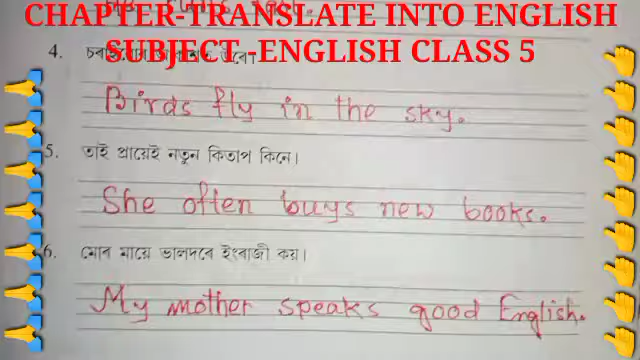 CHAPTER-TRANSLATE INTO ENGLISH
SUBJECT -ENGLISH CLASS 5
4.
Birds fly in the sky.
5. তাই প্ৰায়েই নতুন কিতাপ কিনে।
She often buys new books.
6. মোৰ মায়ে ভালদৰে ইংৰাজী কয়।
My mother speaks good English.